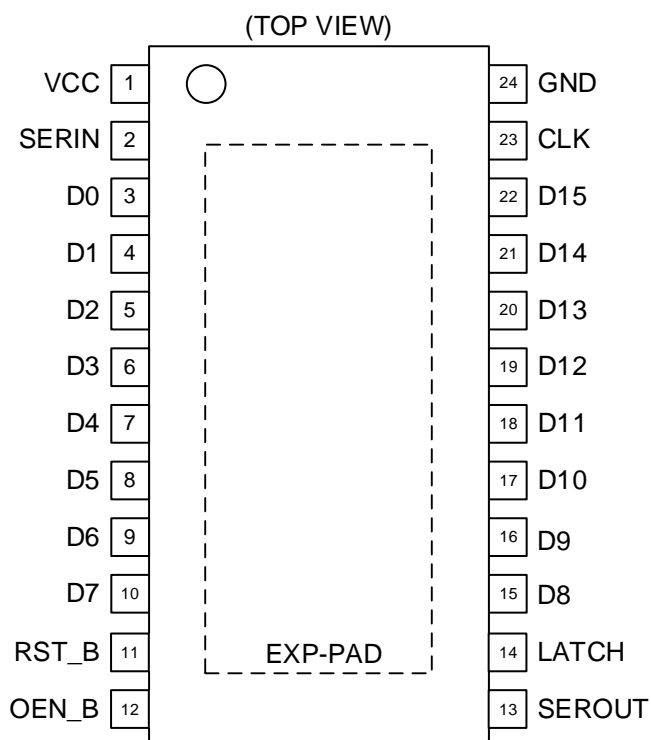 (TOP VIEW)
VCC 1 24 GND
SERIN 2 23 CLK
D0 3 22 D15
D1 4 21 D14
D2 5 20 D13
D3 6 19 D12
D4 7 18 D11
D5 8 17 D10
D6 9 16 D9
D7 10 15 D8
RST_B 11 EXP-PAD 14 LATCH
OEN_B 12 13 SEROUT